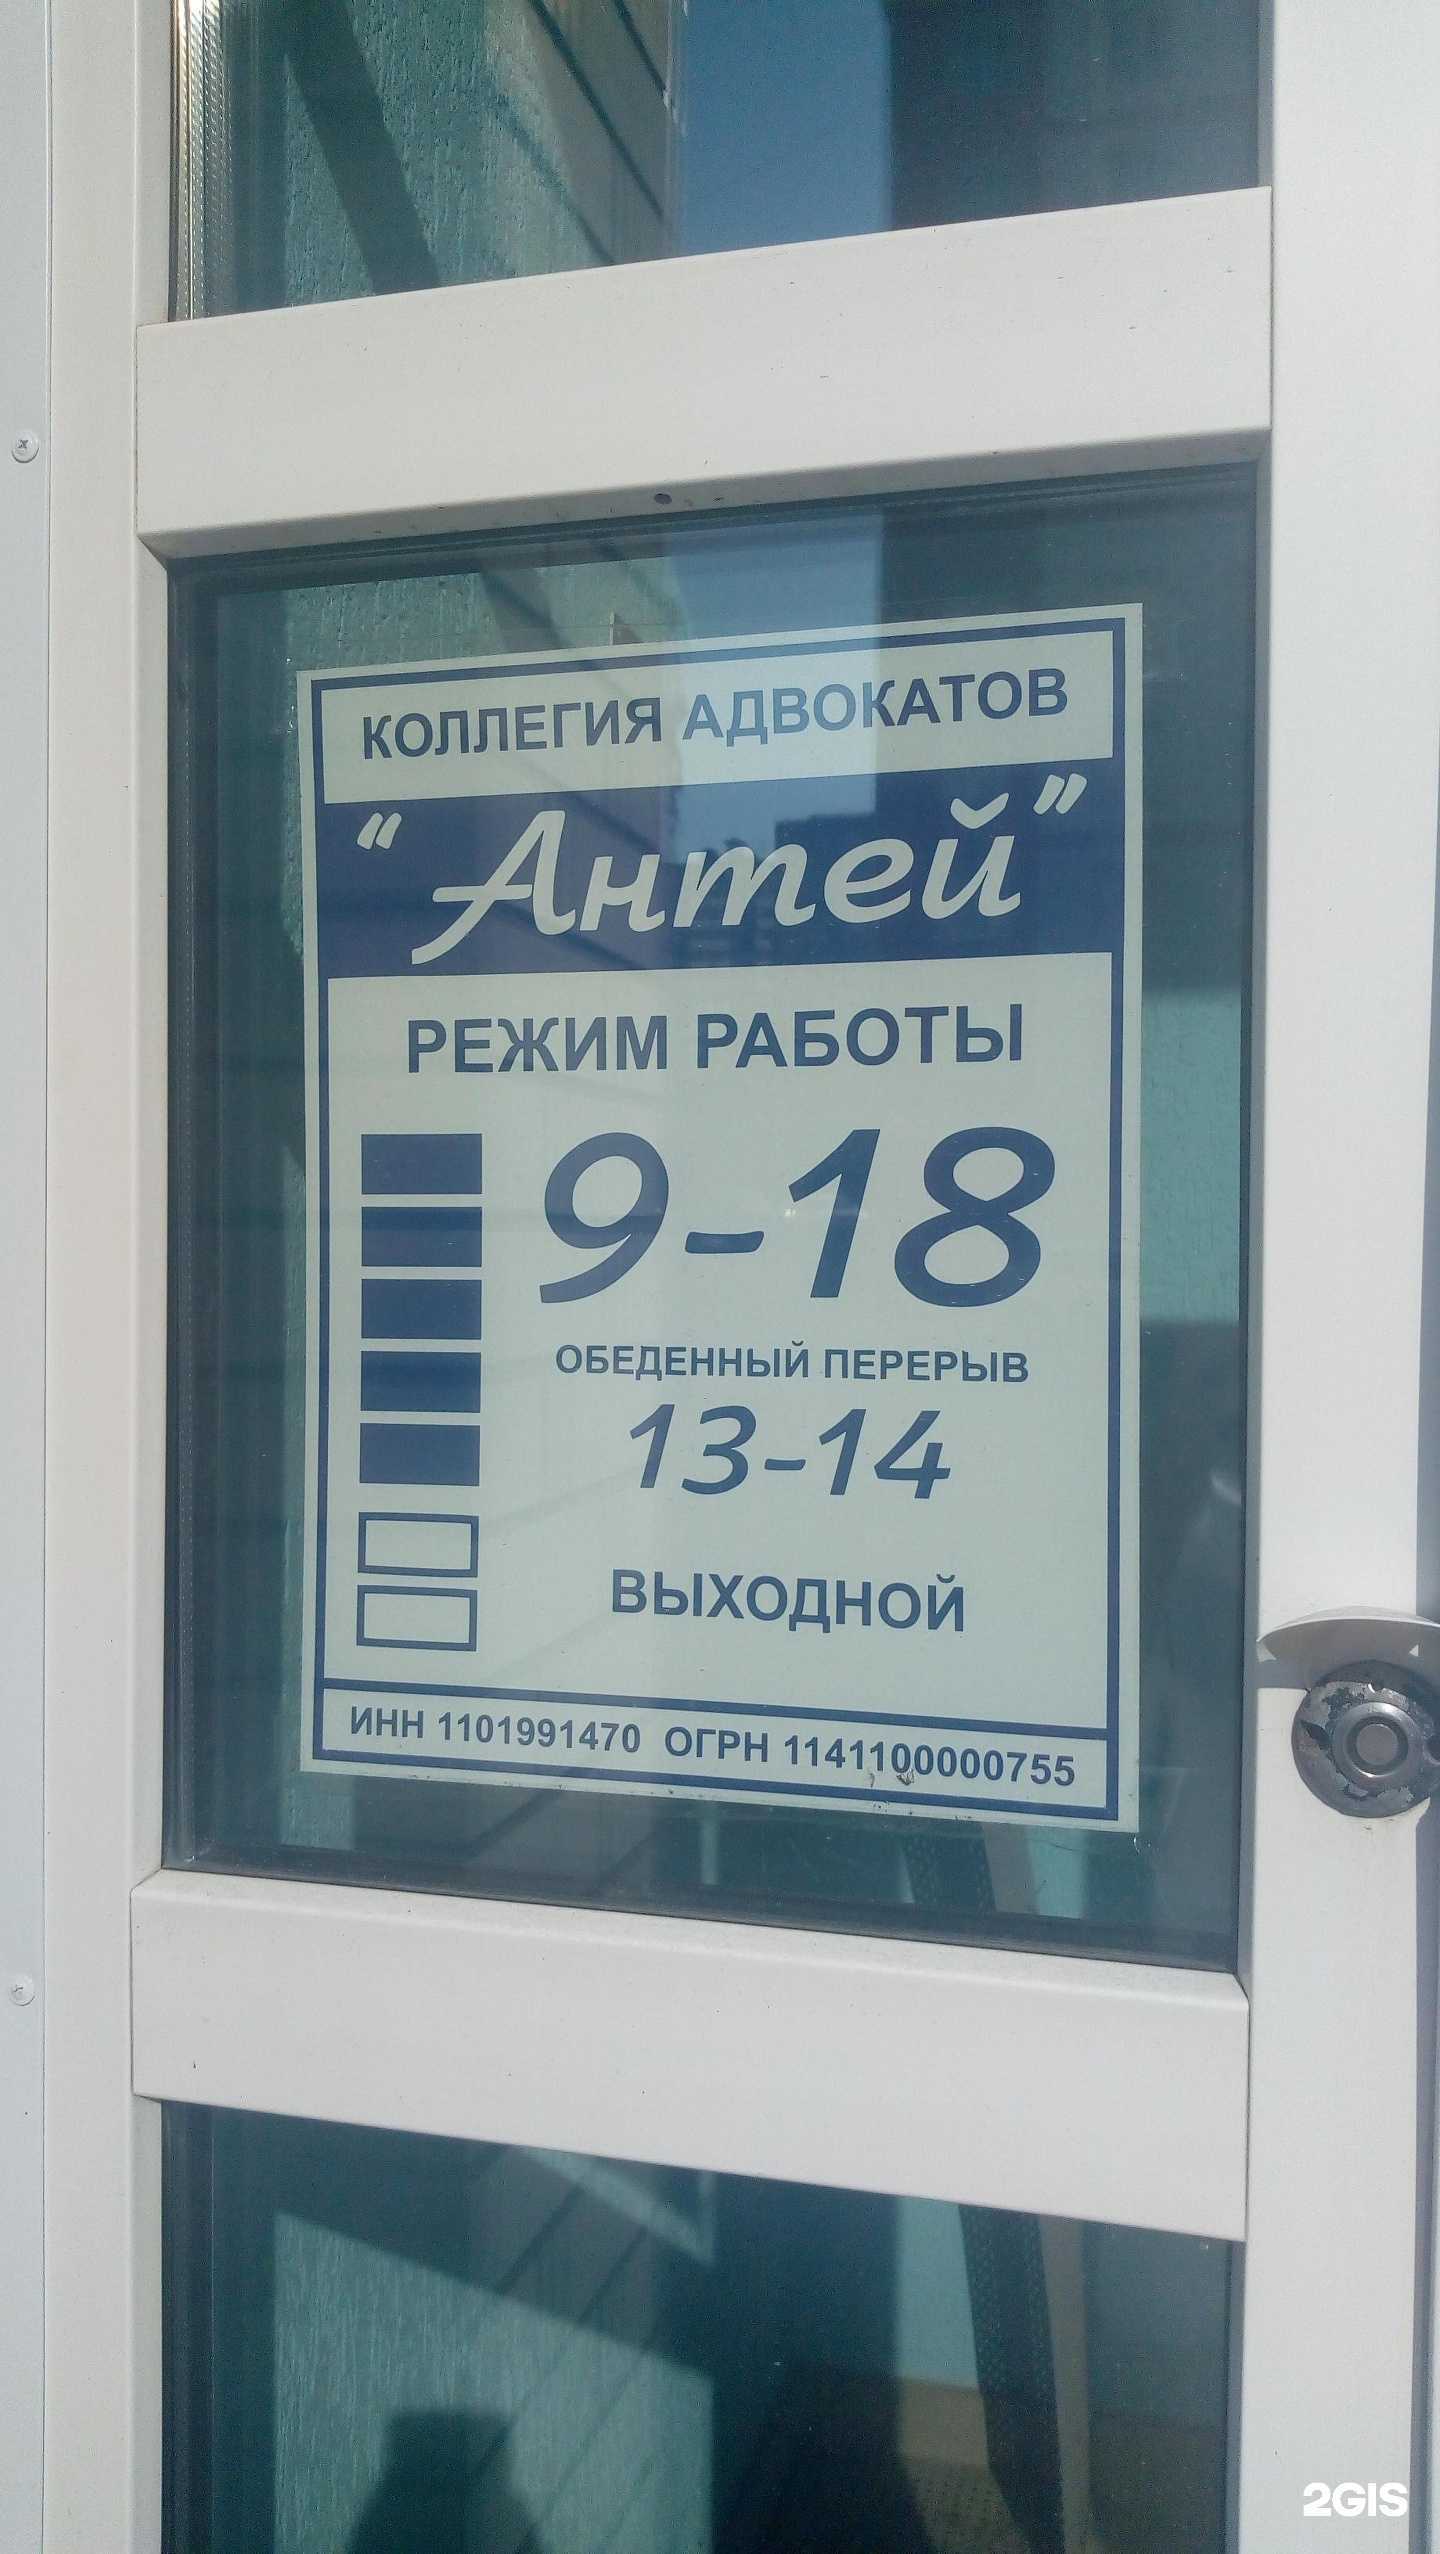 КОЛЛЕГИЯ АДВОКАТОВ
"Антей"
РЕЖИМ РАБОТЫ
9-18
ОБЕДЕННЫЙ ПЕРЕРЫВ
13-14
ВЫХОДНОЙ
ИНН 1101991470 ОГРН 1141100000755
2GIS